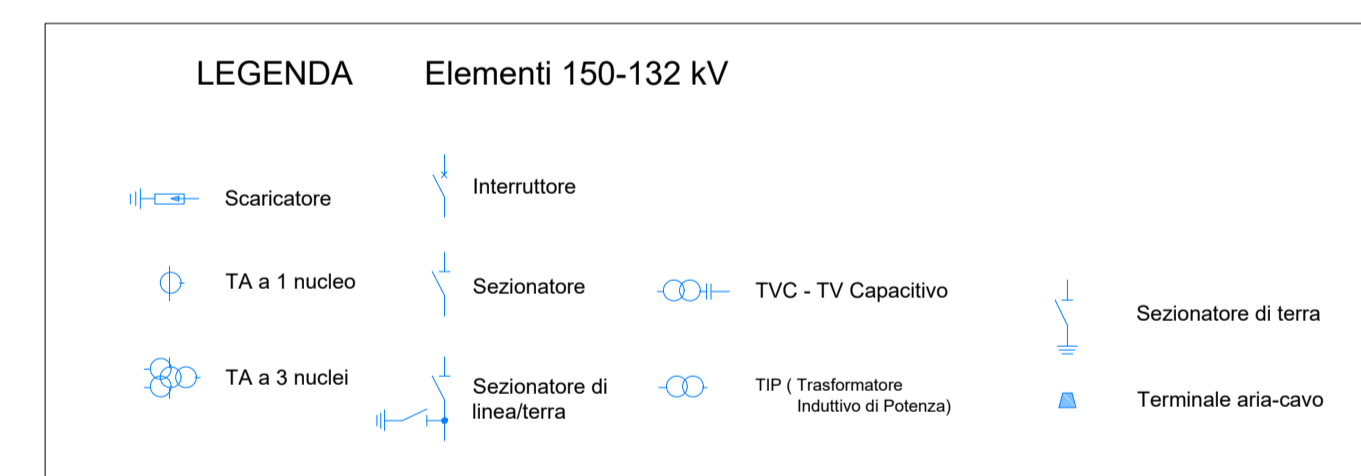 LEGENDA Elementi 150-132 kV
Scaricatore
TA a 1 nucleo
TA a 3 nuclei
Interruttore
Sezionatore
Sezionatore di
linea/terra
TVC - TV Capacitivo
TIP ( Trasformatore
Induttivo di Potenza)
Sezionatore di terra
Terminale aria-cavo